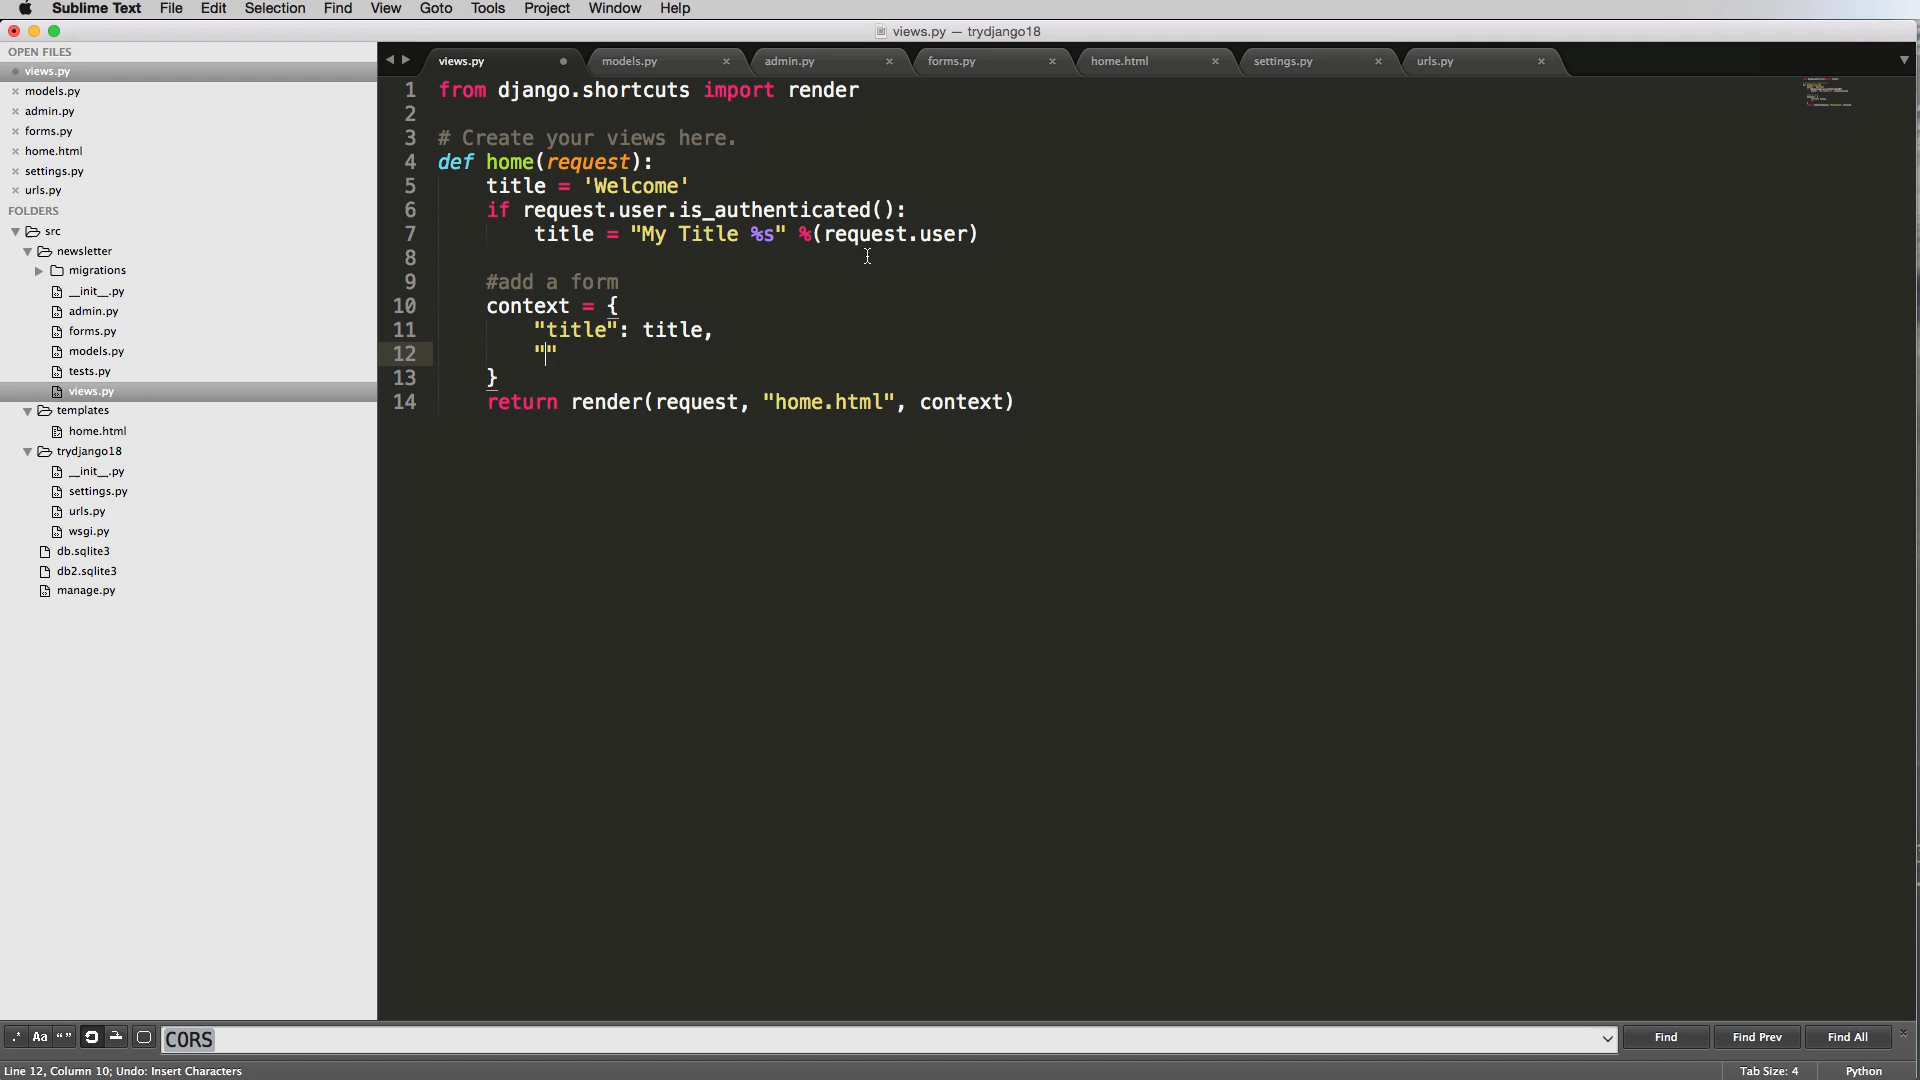 Sublime Text File Edit Selection Find View Goto Tools Project Window Help
views.py — trydjango18
OPEN FILES
views.py
models.py
admin.py
forms.py
home.html
settings.py
urls.py
FOLDERS
src
newsletter
migrations
__init__.py
admin.py
forms.py
models.py
tests.py
views.py
templates
home.html
trydjango18
__init__.py
settings.py
urls.py
wsgi.py
db.sqlite3
db2.sqlite3
manage.py
views.py models.py admin.py forms.py home.html settings.py urls.py
1 from django.shortcuts import render
2
3 # Create your views here.
4 def home(request):
5 title = 'Welcome'
6 if request.user.is_authenticated():
7 title = "My Title %s" %(request.user)
8
9 #add a form
10 context = {
11 "title": title,
12 ""
13 }
14 return render(request, "home.html", context)
.* Aa “ ” CORS Find Find Prev Find All
Line 12, Column 10; Undo: Insert Characters Tab Size: 4 Python